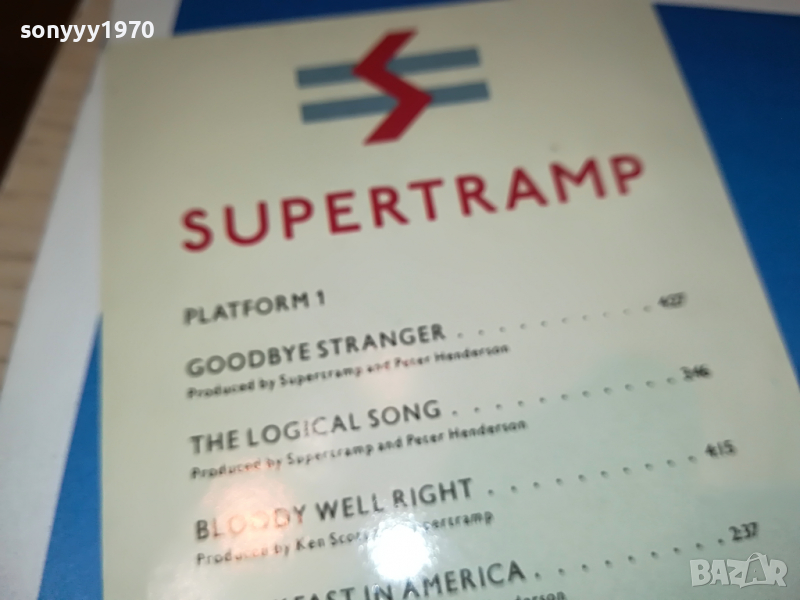 sonyyy1970
SUPERTRAMP
PLATFORM 1
GOODBYE STRANGER . . . . . . . . . . 4:27
Produced by Supertramp and Peter Henderson
THE LOGICAL SONG . . . . . . . . . . . 3:46
Produced by Supertramp and Peter Henderson
BLOODY WELL RIGHT . . . . . . . . . . 4:15
Produced by Ken Scott
IN AMERICA . . . . . . . . 2:37
BAZAR